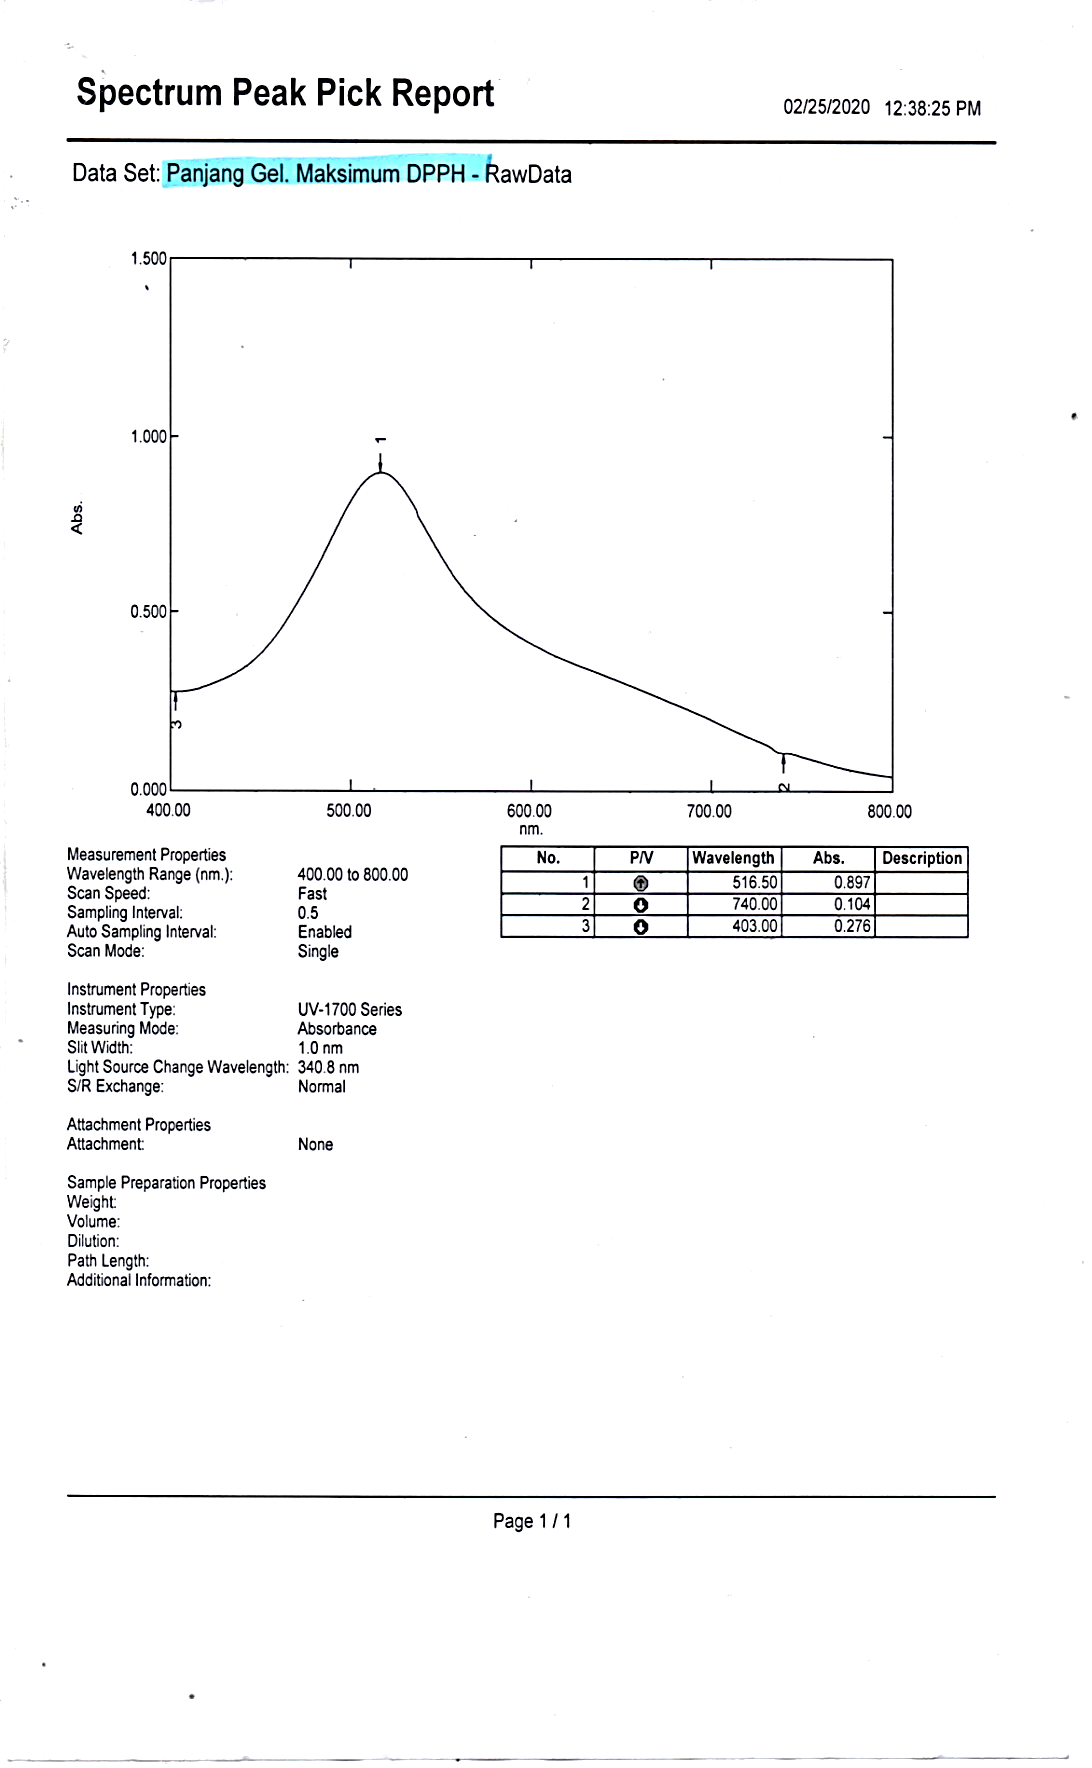 Spectrum Peak Pick Report
02/25/2020 12:38:25 PM
Data Set: Panjang Gel. Maksimum DPPH - RawData
1.500
1.000
0.500
0.000
Abs.
1
2
3
400.00 500.00 600.00 700.00 800.00
nm.
Measurement Properties
Wavelength Range (nm.): 400.00 to 800.00
Scan Speed: Fast
Sampling Interval: 0.5
Auto Sampling Interval: Enabled
Scan Mode: Single
No. P/V Wavelength Abs. Description
1 516.50 0.897
2 740.00 0.104
3 403.00 0.276
Instrument Properties
Instrument Type: UV-1700 Series
Measuring Mode: Absorbance
Slit Width: 1.0 nm
Light Source Change Wavelength: 340.8 nm
S/R Exchange: Normal
Attachment Properties
Attachment: None
Sample Preparation Properties
Weight:
Volume:
Dilution:
Path Length:
Additional Information:
Page 1 / 1